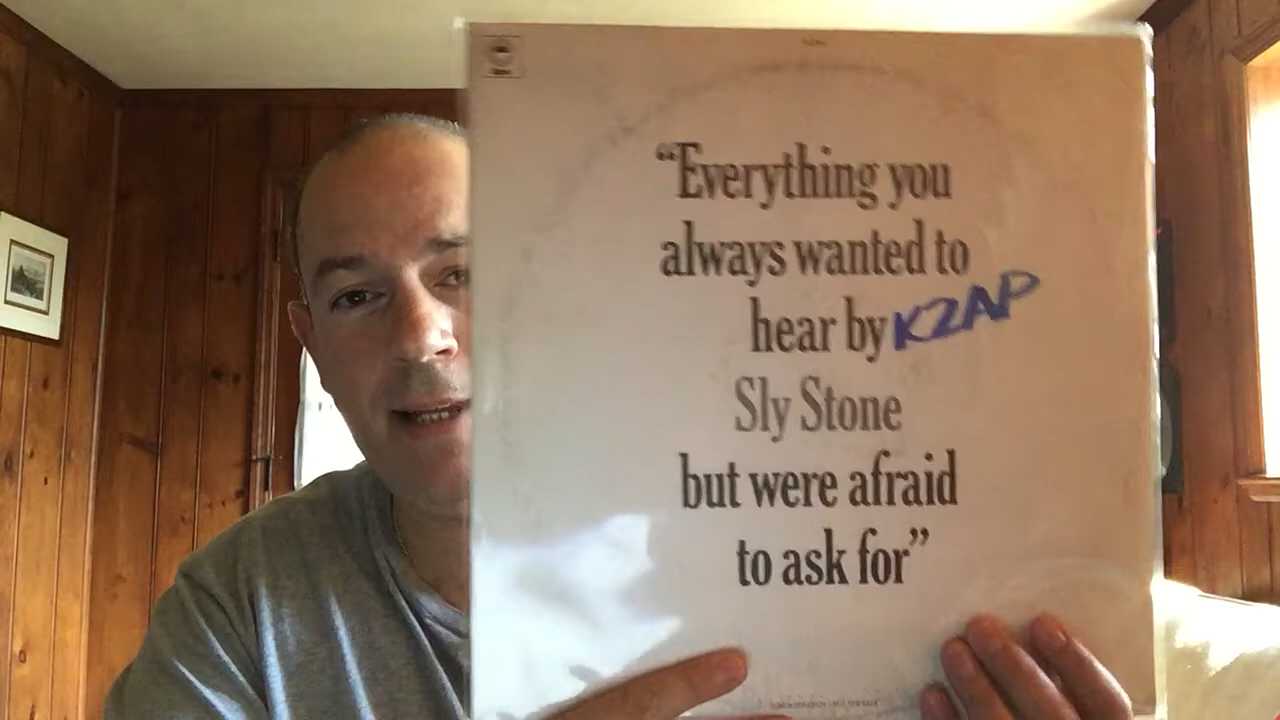 “Everything you
always wanted to
hear by KZAP
Sly Stone
but were afraid
to ask for”